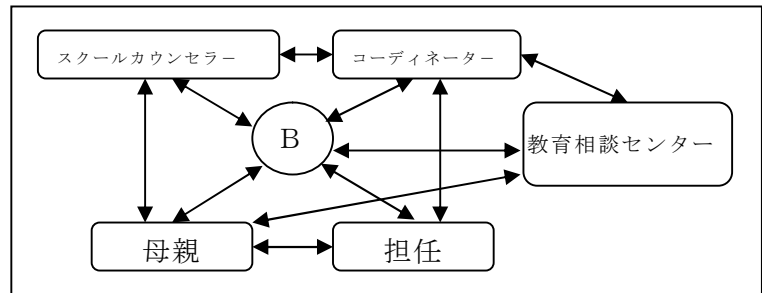 スクールカウンセラー
コーディネーター
B
教育相談センター
母親
担任